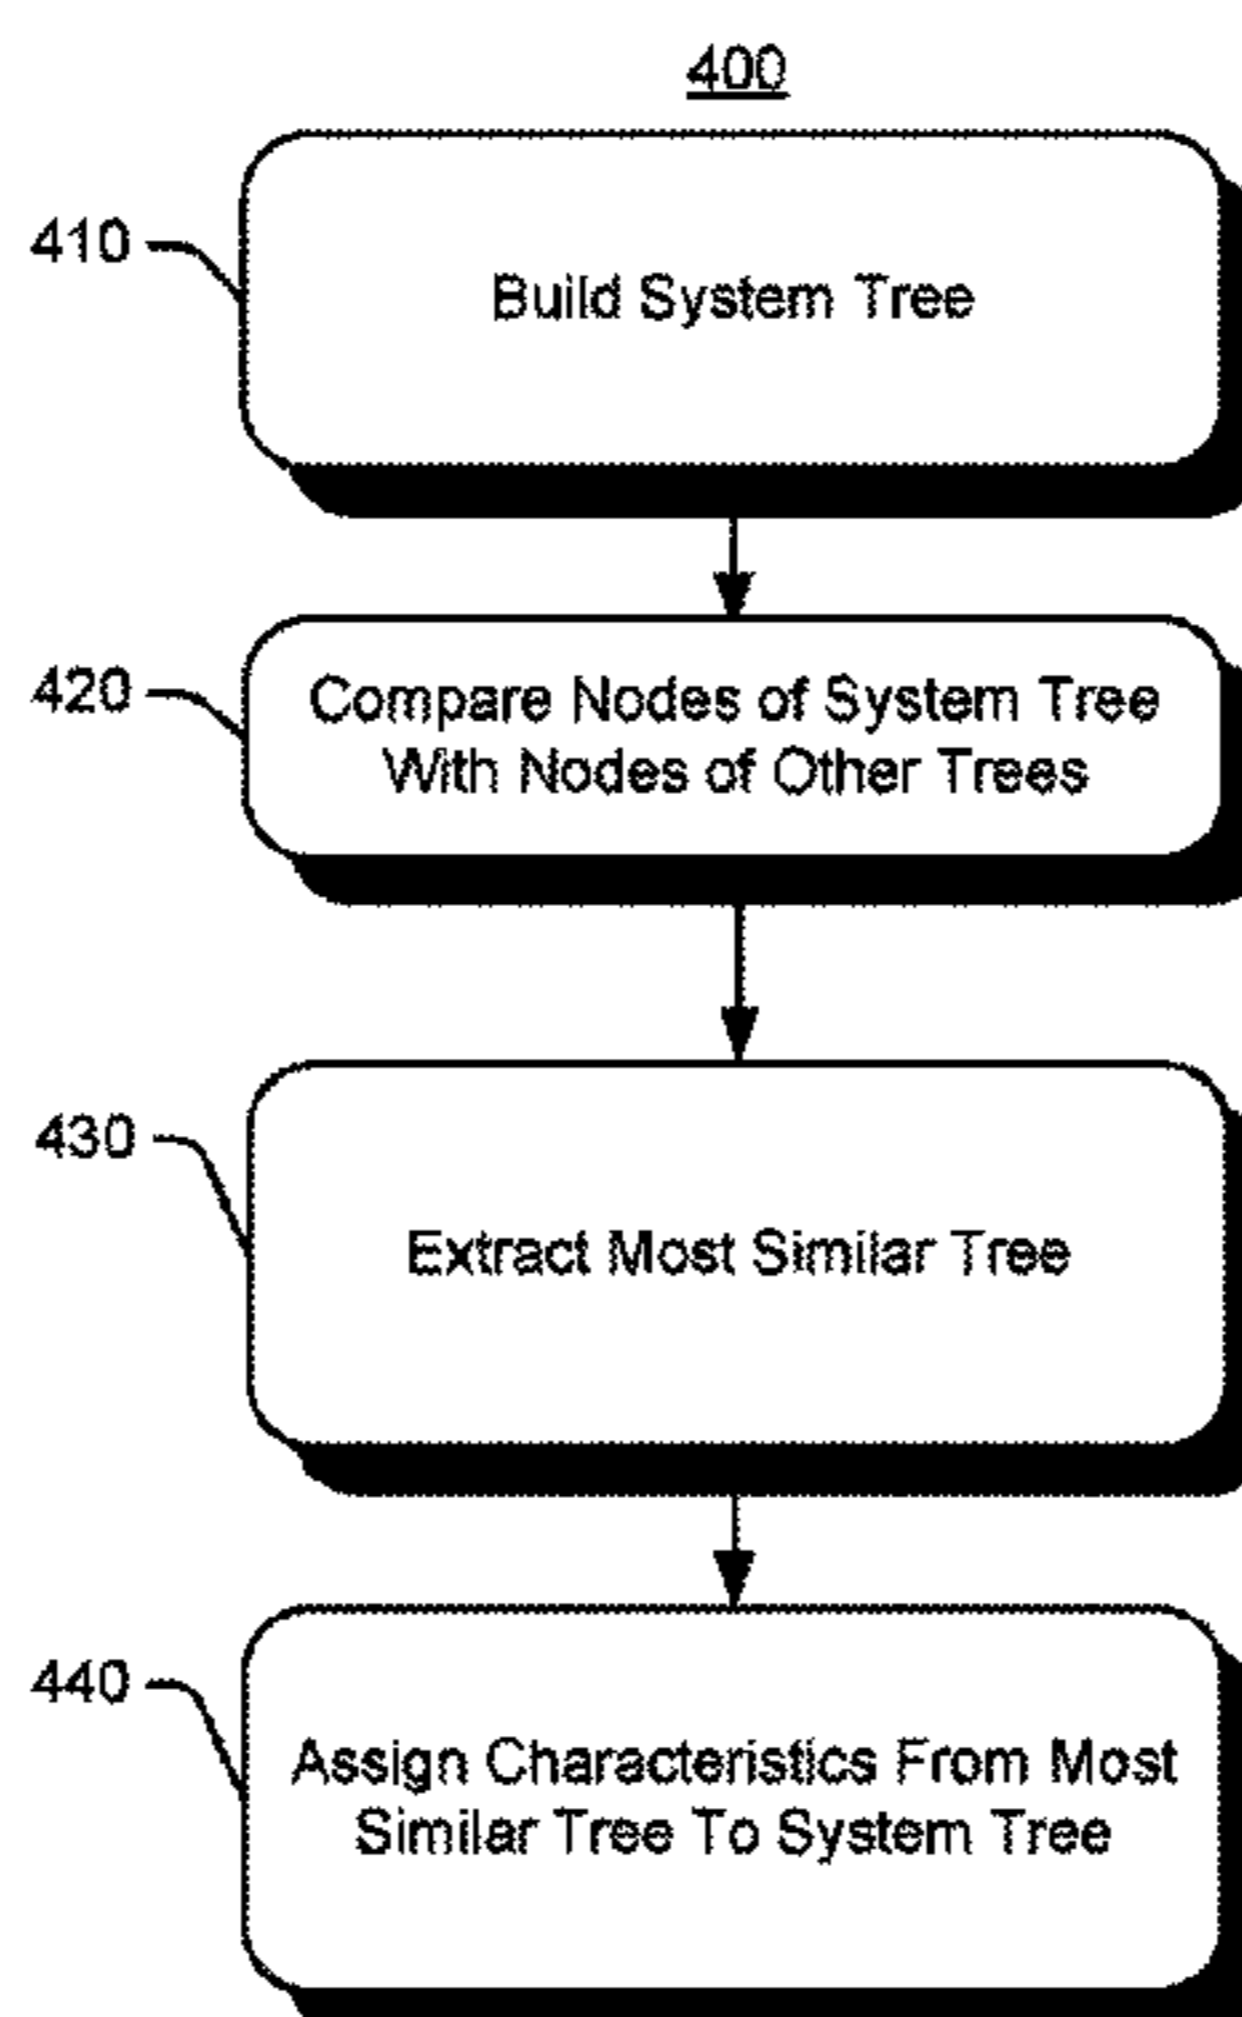 400
410
Build System Tree
420
Compare Nodes of System Tree
With Nodes of Other Trees
430
Extract Most Similar Tree
440
Assign Characteristics From Most
Similar Tree To System Tree